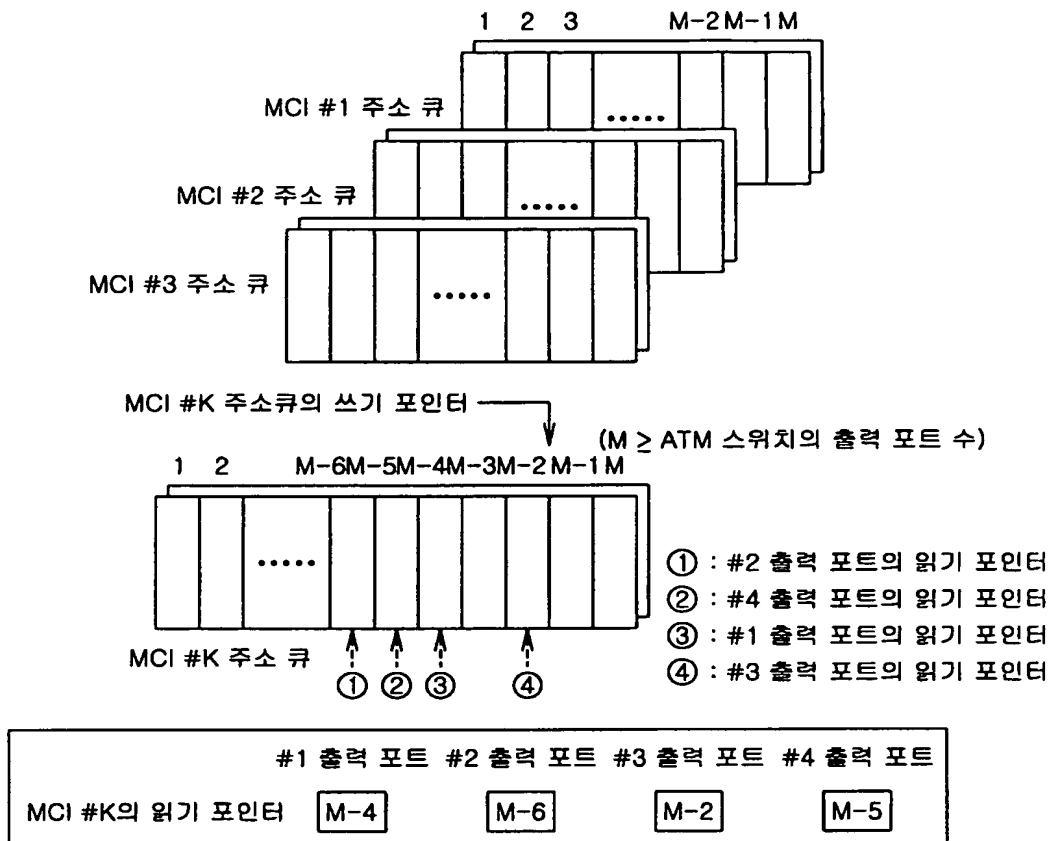 1 2 3 M-2 M-1 M
MCI #1 주소 큐
•••••
MCI #2 주소 큐
•••••
MCI #3 주소 큐
•••••
MCI #K 주소큐의 쓰기 포인터
(M ≥ ATM 스위치의 출력 포트 수)
1 2 M-6 M-5 M-4 M-3 M-2 M-1 M
•••••
① : #2 출력 포트의 읽기 포인터
② : #4 출력 포트의 읽기 포인터
③ : #1 출력 포트의 읽기 포인터
④ : #3 출력 포트의 읽기 포인터
MCI #K 주소 큐
① ② ③ ④
#1 출력 포트 #2 출력 포트 #3 출력 포트 #4 출력 포트
MCI #K의 읽기 포인터 M-4 M-6 M-2 M-5